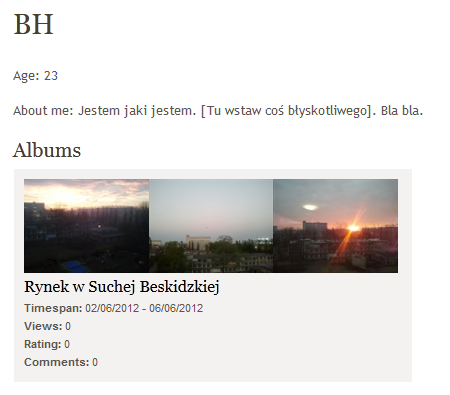 BH
Age: 23
About me: Jestem jaki jestem. [Tu wstaw coś błyskotliwego]. Bla bla.
Albums
Rynek w Suchej Beskidzkiej
Timespan: 02/06/2012 - 06/06/2012
Views: 0
Rating: 0
Comments: 0